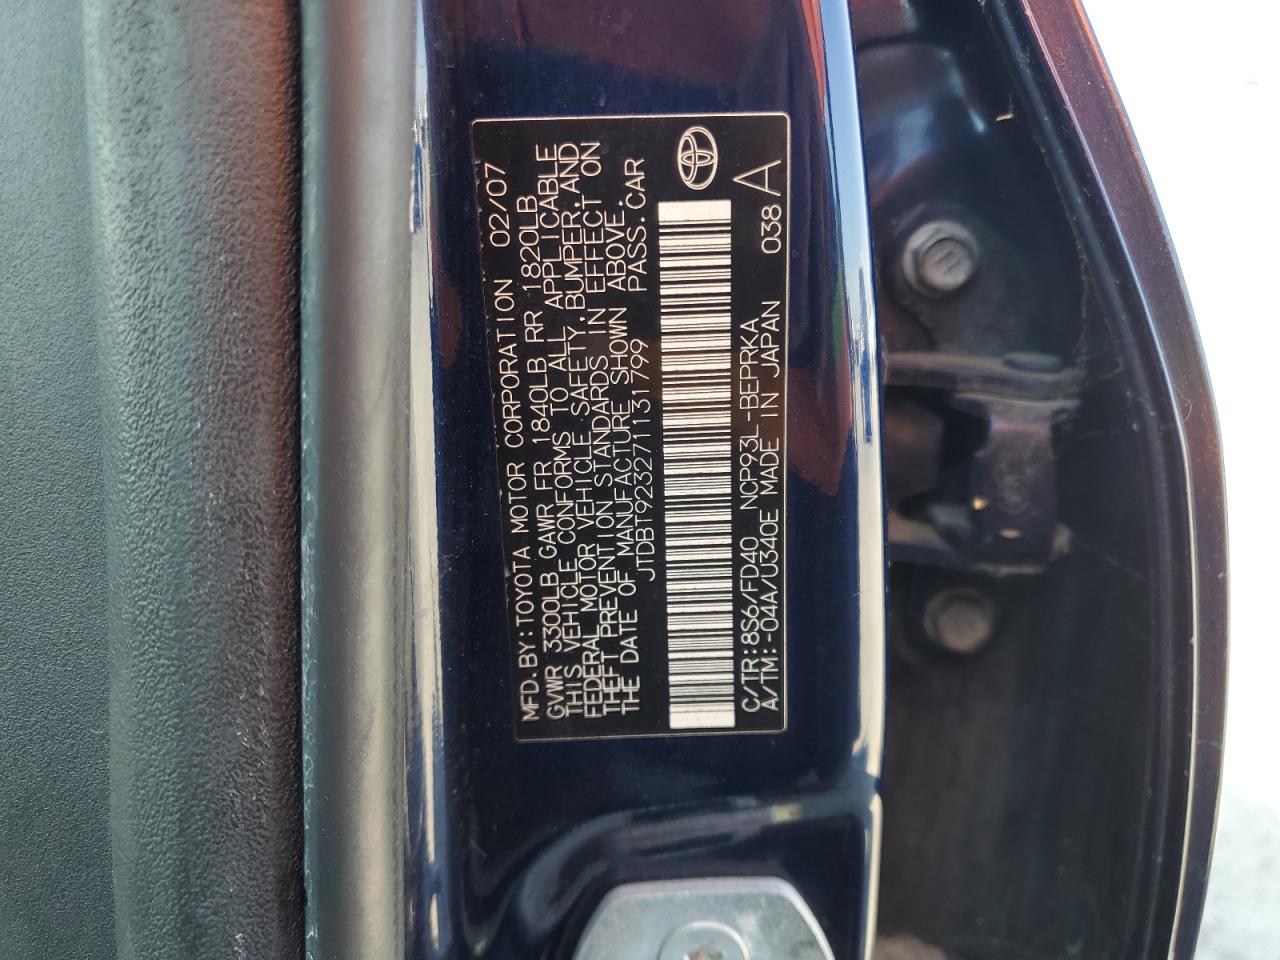 MFD.BY:TOYOTA MOTOR CORPORATION 02/07
GVWR 3300LB GAWR FR 1840LB RR 1820LB
THIS VEHICLE CONFORMS TO ALL APPLICABLE
FEDERAL MOTOR VEHICLE SAFETY,BUMPER,AND
THEFT PREVENTION STANDARDS IN EFFECT ON
THE DATE OF MANUFACTURE SHOWN ABOVE.
JTDBT923271131799 PASS.CAR
C/TR:8S6/FD40 NCP93L-BEPRKA
A/TM:-04A/U340E MADE IN JAPAN 038 A